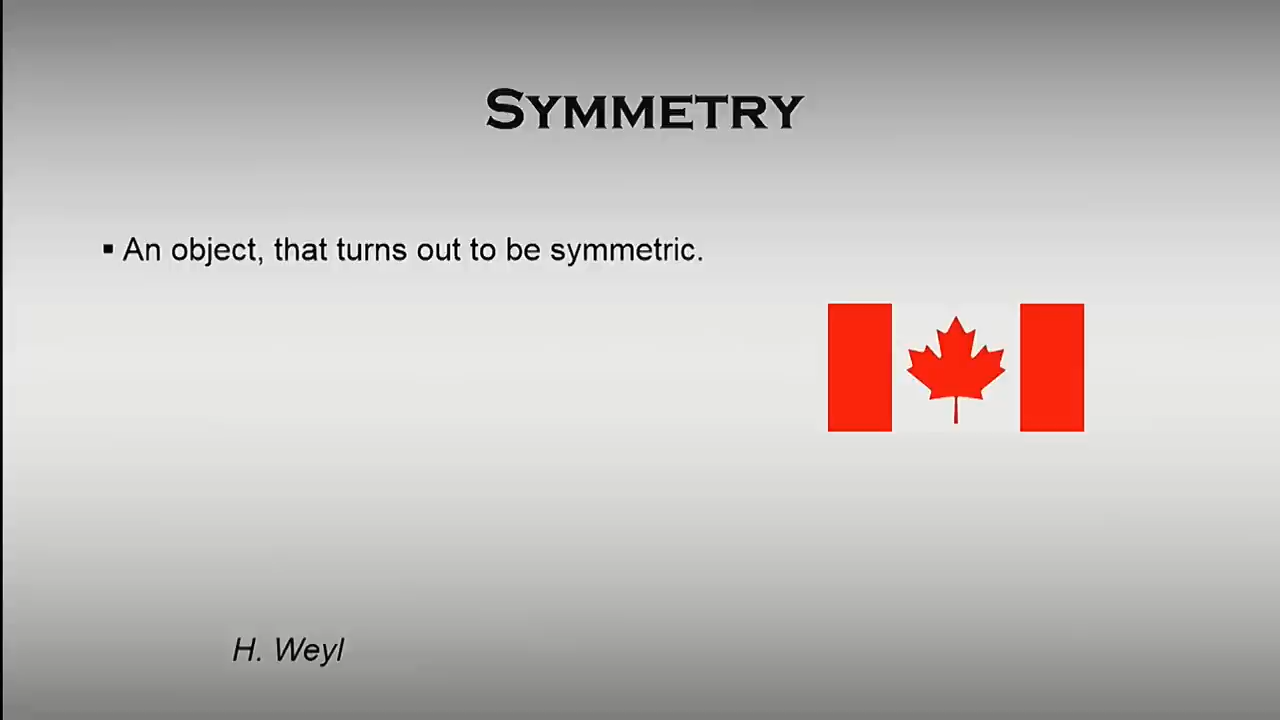 SYMMETRY
▪ An object, that turns out to be symmetric.
H. Weyl